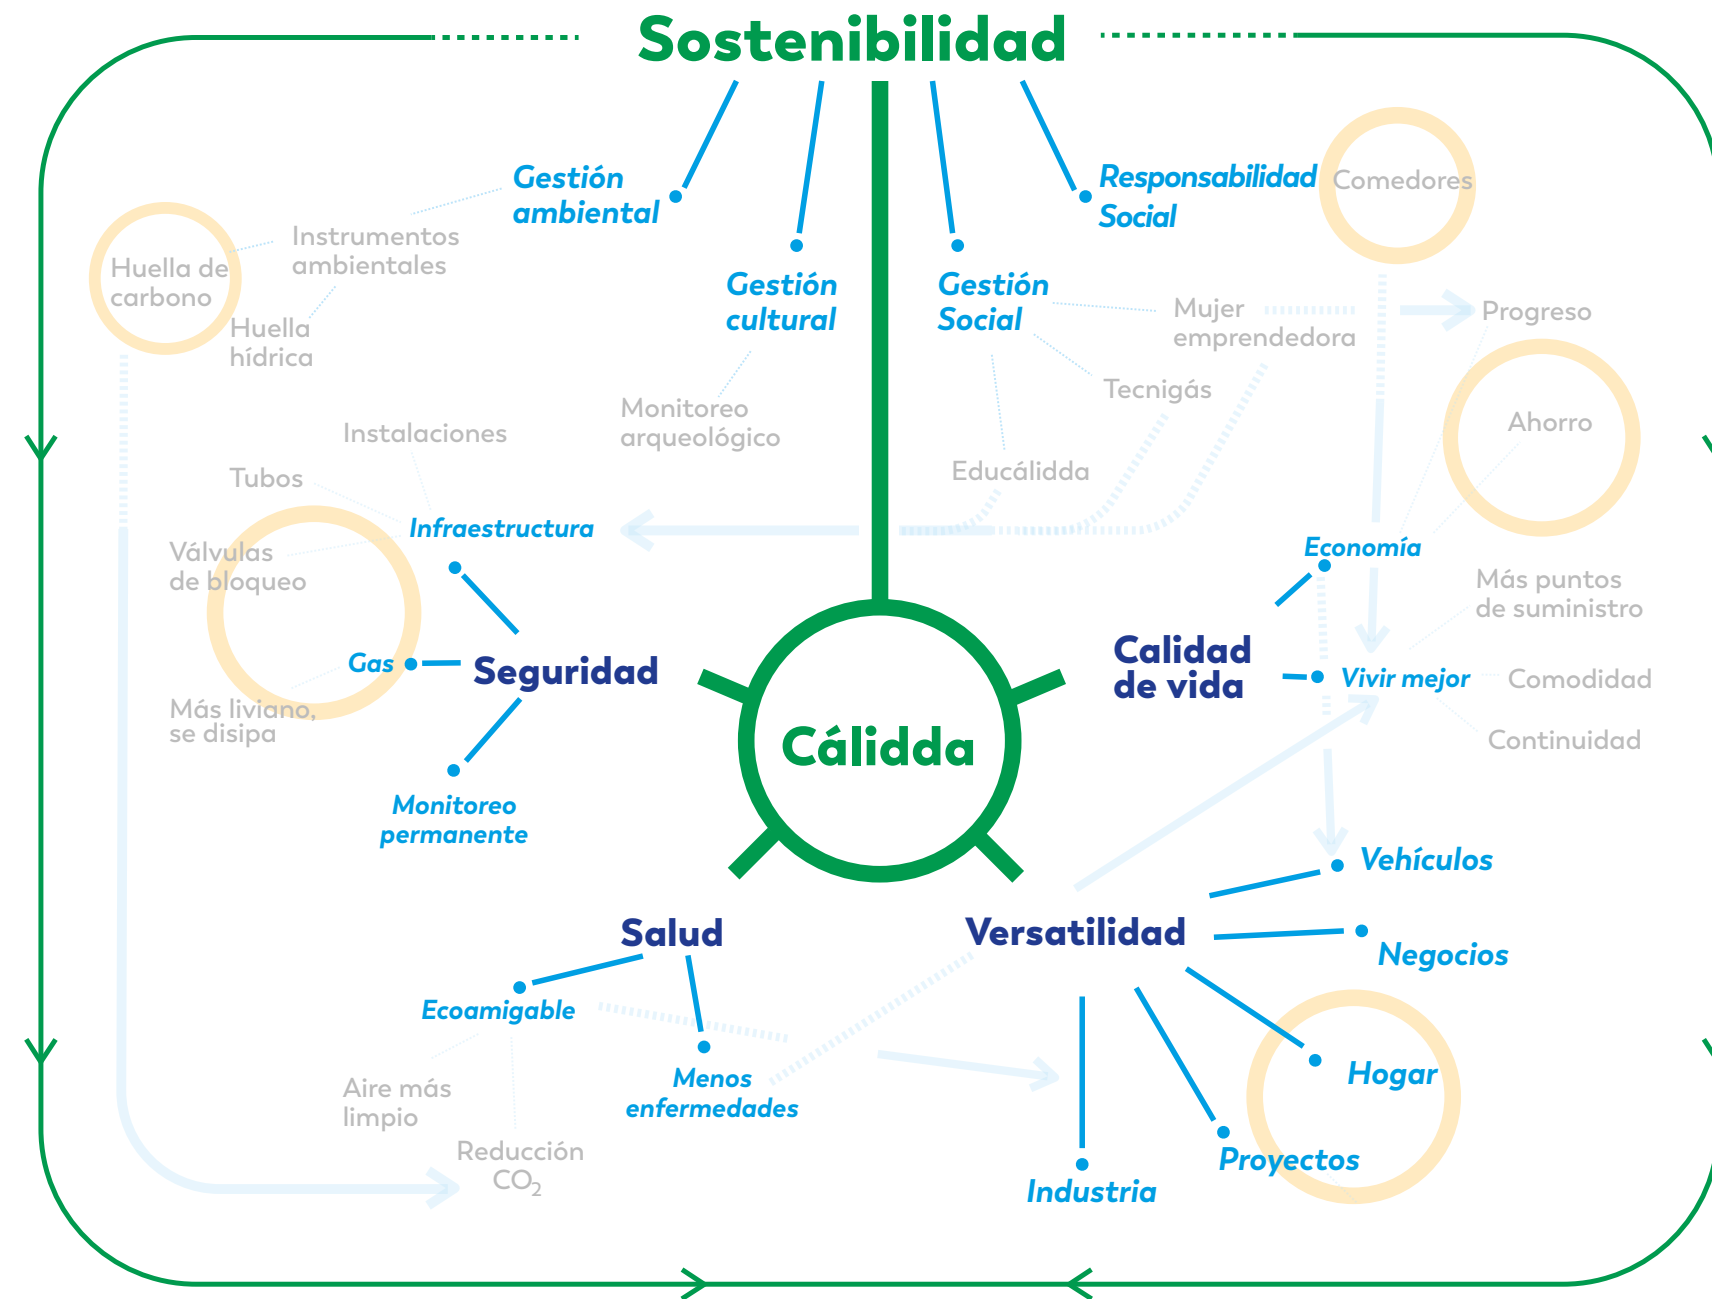 Sostenibilidad
Gestión
ambiental
Responsabilidad
Social
Comedores
Instrumentos
ambientales
Huella de
carbono
Huella
hídrica
Gestión
cultural
Gestión
Social
Mujer
emprendedora
Progreso
Tecnigás
Monitoreo
arqueológico
Ahorro
Instalaciones
Tubos
Educálidda
Infraestructura
Válvulas
de bloqueo
Economía
Más puntos
de suministro
Gas
Seguridad
Calidad
de vida
Vivir mejor
Comodidad
Más liviano,
se disipa
Cálidda
Continuidad
Monitoreo
permanente
Vehículos
Salud
Versatilidad
Negocios
Ecoamigable
Menos
enfermedades
Hogar
Aire más
limpio
Reducción
CO₂
Proyectos
Industria